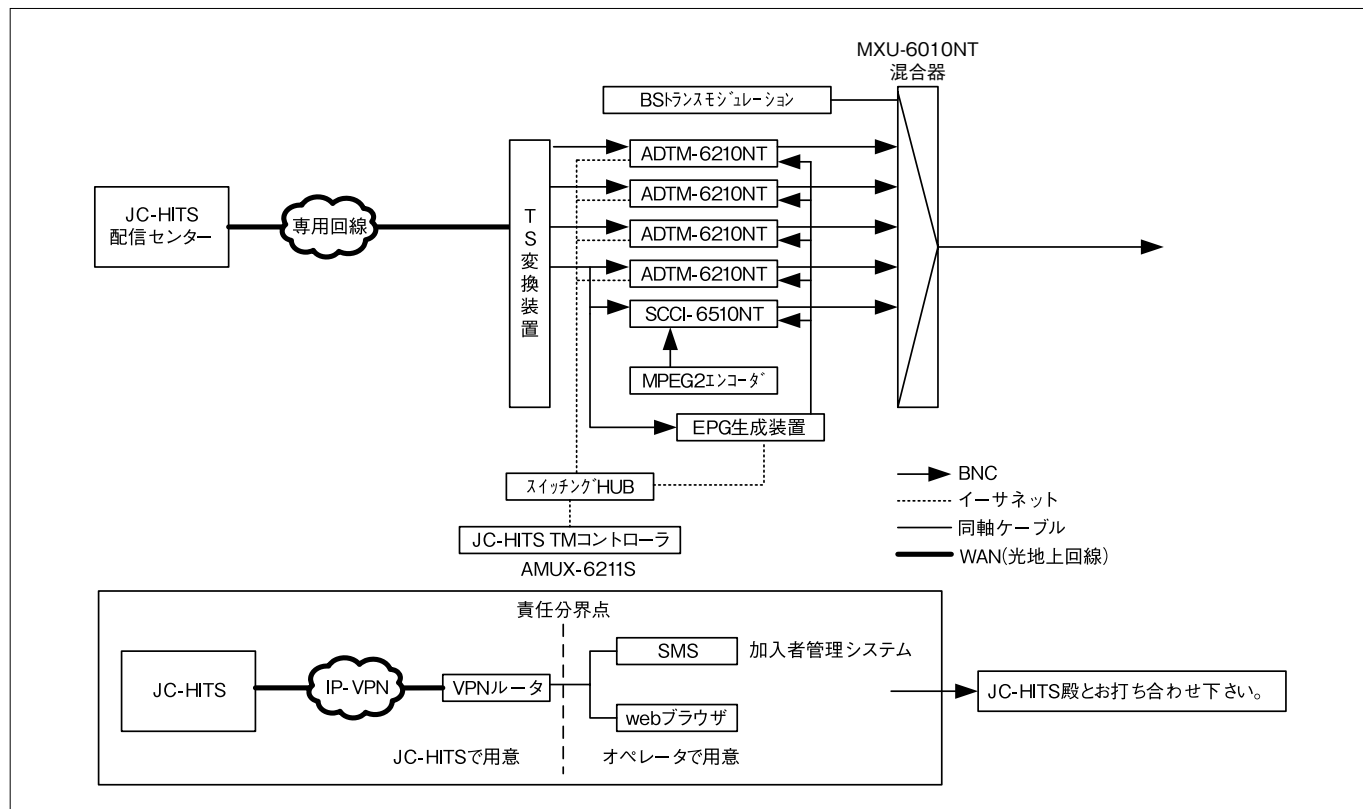 MXU-6010NT
混合器
BSﾄﾗﾝｽﾓｼﾞｭﾚｰｼｮﾝ
ADTM-6210NT
ADTM-6210NT
ADTM-6210NT
ADTM-6210NT
SCCI-6510NT
MPEG2ｴﾝｺｰﾀﾞ
EPG生成装置
JC-HITS
配信センター
専用回線
TS変換装置
ｽｲｯﾁﾝｸﾞHUB
JC-HITS TMコントローラ
AMUX-6211S
BNC
イーサネット
同軸ケーブル
WAN(光地上回線)
責任分界点
JC-HITS
IP-VPN
VPNルータ
SMS
加入者管理システム
webブラウザ
JC-HITSで用意
オペレータで用意
JC-HITS殿とお打ち合わせ下さい。